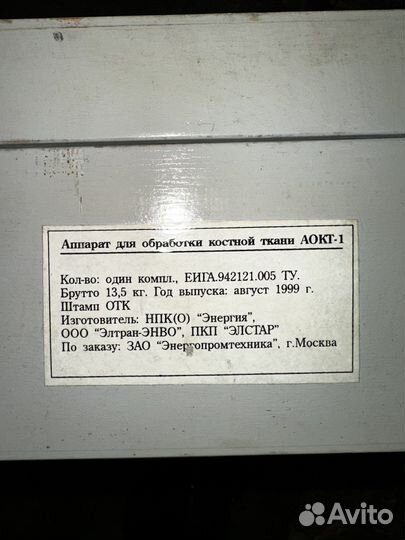 Аппарат для обработки костной ткани АОКТ-1
Кол-во: один компл., ЕИГА.942121.005 ТУ.
Брутто 13,5 кг. Год выпуска: август 1999 г.
Штамп ОТК
Изготовитель: НПК(О) "Энергия",
ООО "Элтран-ЭНВО", ПКП "ЭЛСТАР"
По заказу: ЗАО "Энергопромтехника", г.Москва
Avito